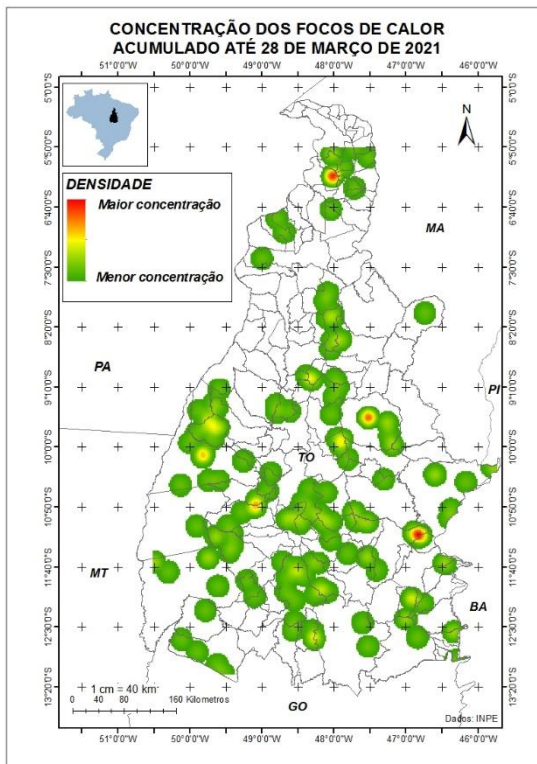 CONCENTRAÇÃO DOS FOCOS DE CALOR
ACUMULADO ATÉ 28 DE MARÇO DE 2021
51°0'0"W 50°0'0"W 49°0'0"W 48°0'0"W 47°0'0"W 46°0'0"W
5°0'0"S 5°0'0"S
N
5°50'0"S 5°50'0"S
DENSIDADE
Maior concentração
6°40'0"S 6°40'0"S
MA
Menor concentração
7°30'0"S 7°30'0"S
8°20'0"S 8°20'0"S
PA
9°10'0"S 9°10'0"S
PI
TO
10°0'0"S 10°0'0"S
10°50'0"S 10°50'0"S
MT
11°40'0"S 11°40'0"S
BA
12°30'0"S 12°30'0"S
1 cm = 40 km
0 40 80 160 Kilometros
13°20'0"S 13°20'0"S
GO
Dados: INPE
51°0'0"W 50°0'0"W 49°0'0"W 48°0'0"W 47°0'0"W 46°0'0"W